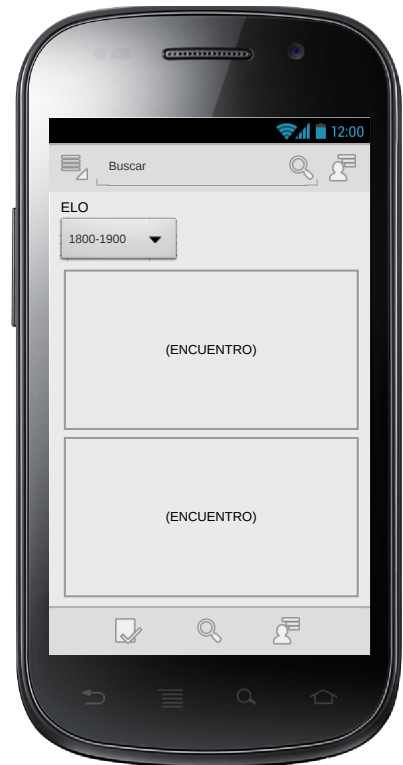 12:00
Buscar
ELO
1800-1900
(ENCUENTRO)
(ENCUENTRO)